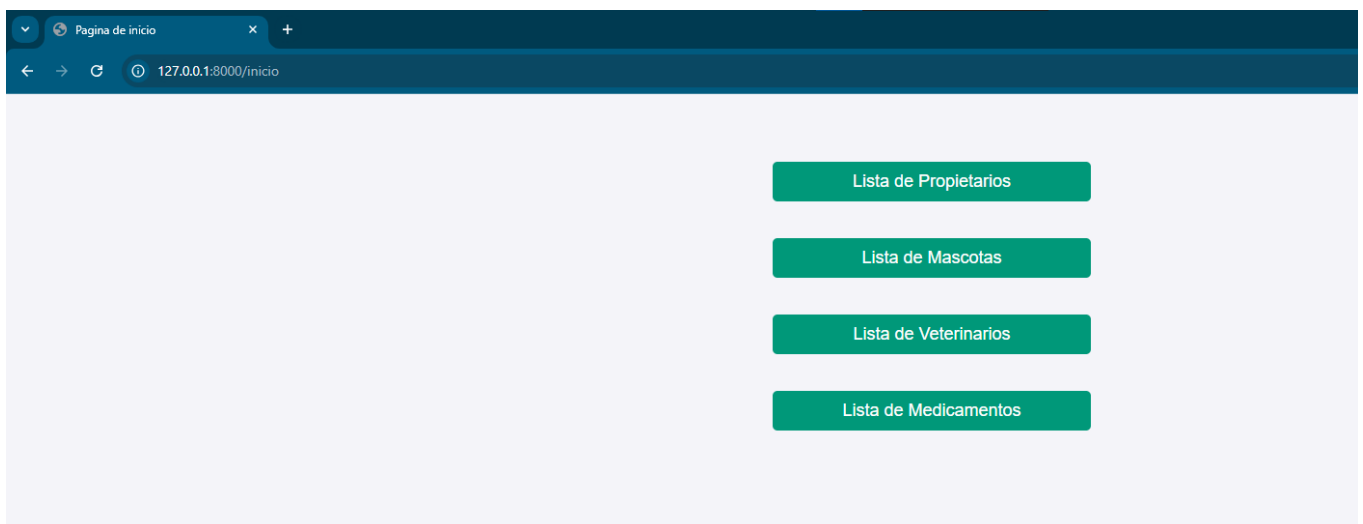 Pagina de inicio
127.0.0.1:8000/inicio
Lista de Propietarios
Lista de Mascotas
Lista de Veterinarios
Lista de Medicamentos